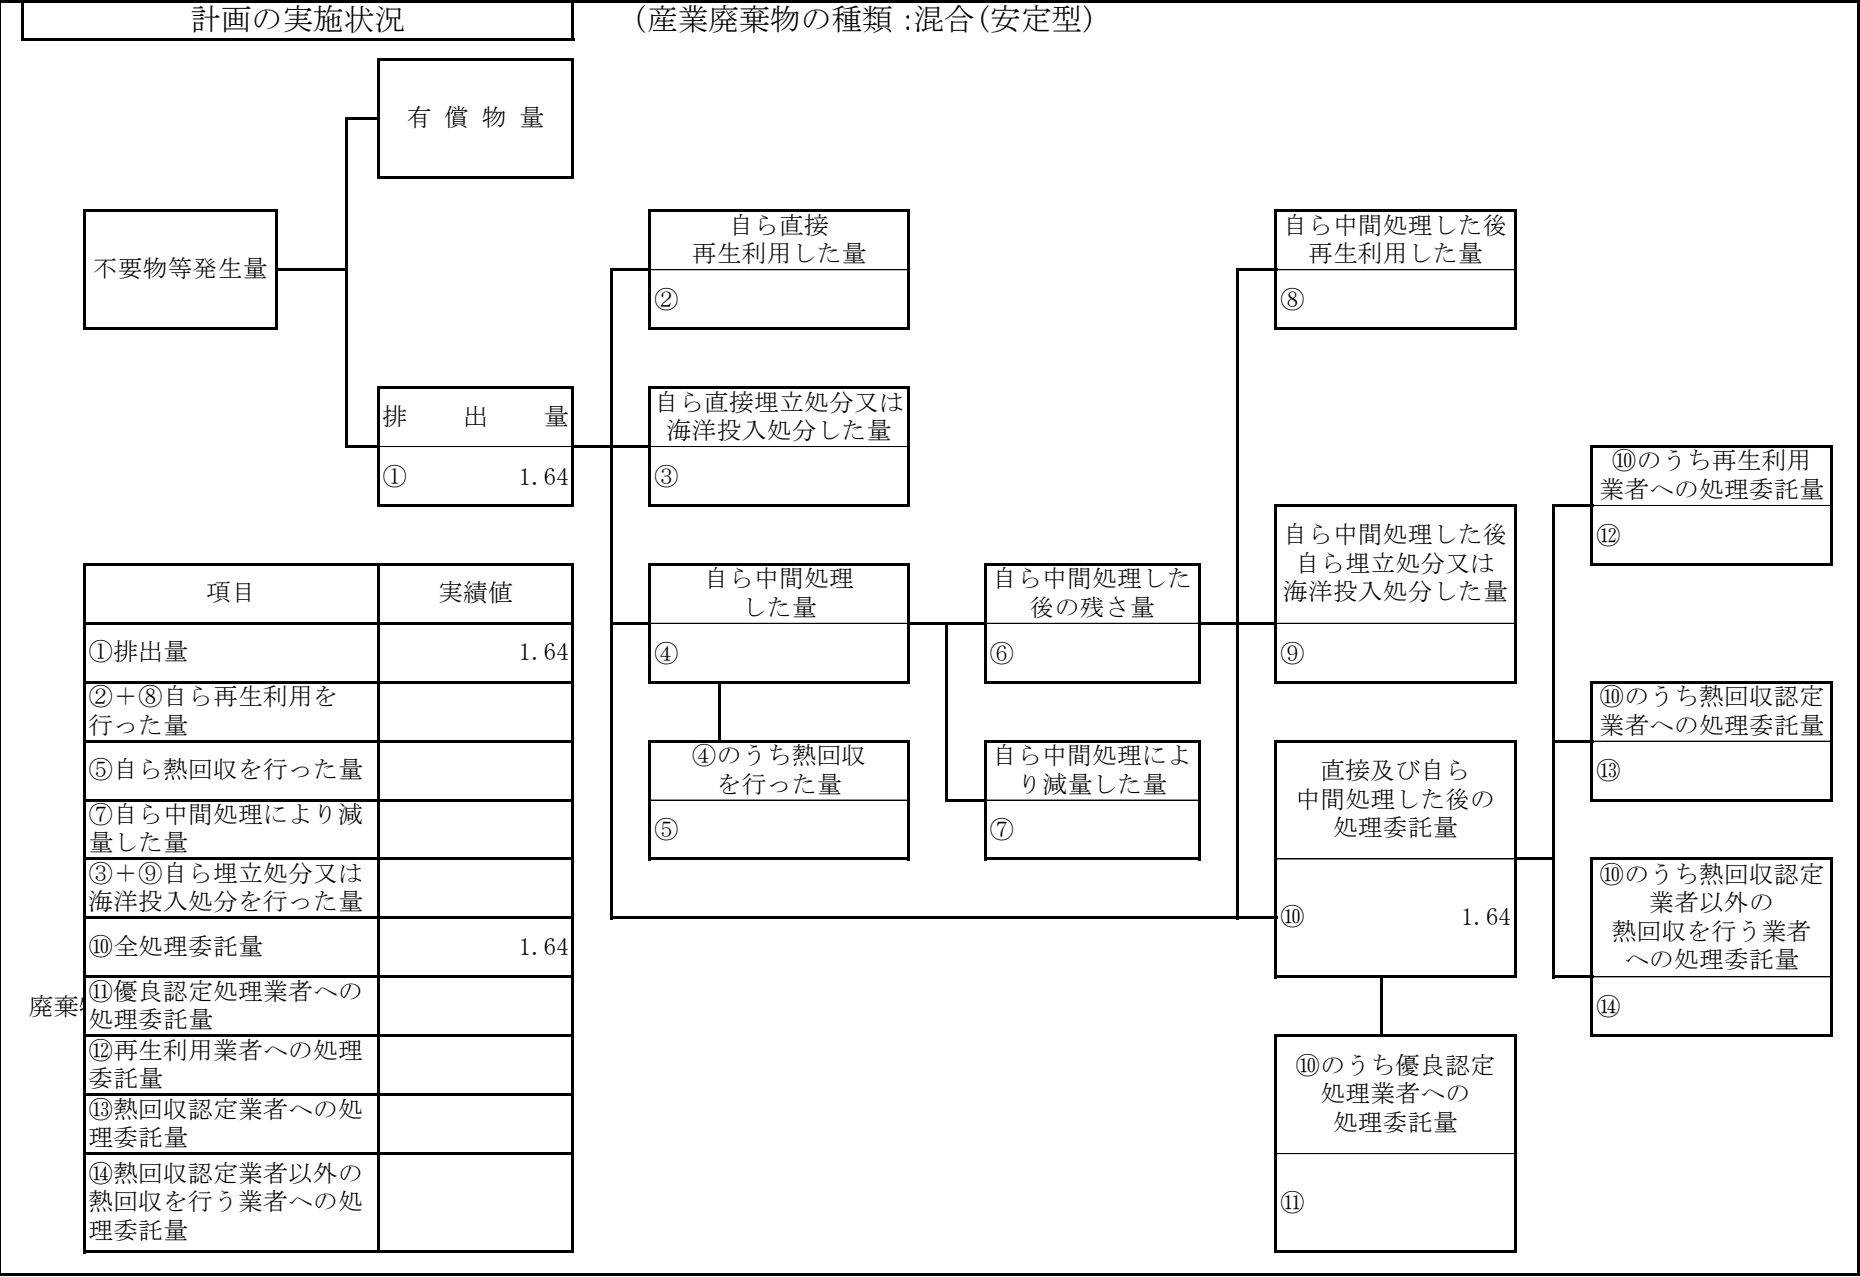 計画の実施状況
（産業廃棄物の種類:混合(安定型）
有償物量
不要物等発生量
自ら直接
再生利用した量
②
自ら中間処理した後
再生利用した量
⑧
排出量
① 1.64
自ら直接埋立処分又は
海洋投入処分した量
③
⑩のうち再生利用
業者への処理委託量
⑫
自ら中間処理した後
自ら埋立処分又は
海洋投入処分した量
⑨
自ら中間処理
した量
④
自ら中間処理した
後の残さ量
⑥
④のうち熱回収
を行った量
⑤
自ら中間処理によ
り減量した量
⑦
⑩のうち熱回収認定
業者への処理委託量
⑬
直接及び自ら
中間処理した後の
処理委託量
⑩ 1.64
⑩のうち熱回収認定
業者以外の
熱回収を行う業者
への処理委託量
⑭
⑩のうち優良認定
処理業者への
処理委託量
⑪
項目 実績値
①排出量 1.64
②＋⑧自ら再生利用を
行った量
⑤自ら熱回収を行った量
⑦自ら中間処理により減
量した量
③＋⑨自ら埋立処分又は
海洋投入処分を行った量
⑩全処理委託量 1.64
廃棄
⑪優良認定処理業者への
処理委託量
⑫再生利用業者への処理
委託量
⑬熱回収認定業者への処
理委託量
⑭熱回収認定業者以外の
熱回収を行う業者への処
理委託量